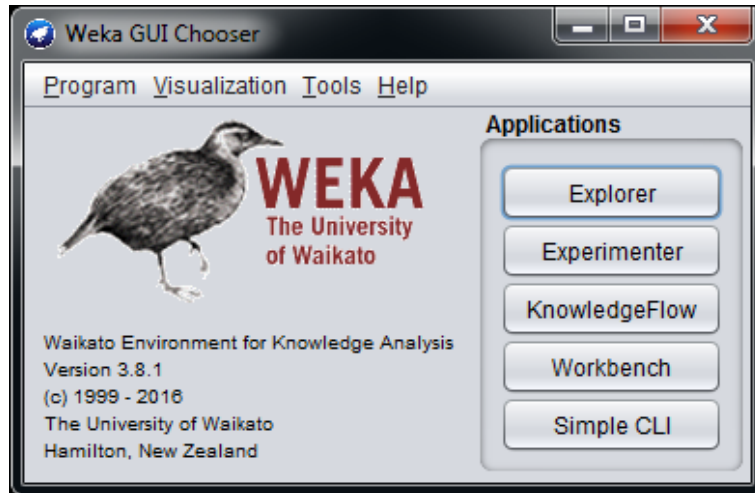 Weka GUI Chooser
Program Visualization Tools Help
WEKA
The University
of Waikato
Waikato Environment for Knowledge Analysis
Version 3.8.1
(c) 1999 - 2016
The University of Waikato
Hamilton, New Zealand
Applications
Explorer
Experimenter
KnowledgeFlow
Workbench
Simple CLI